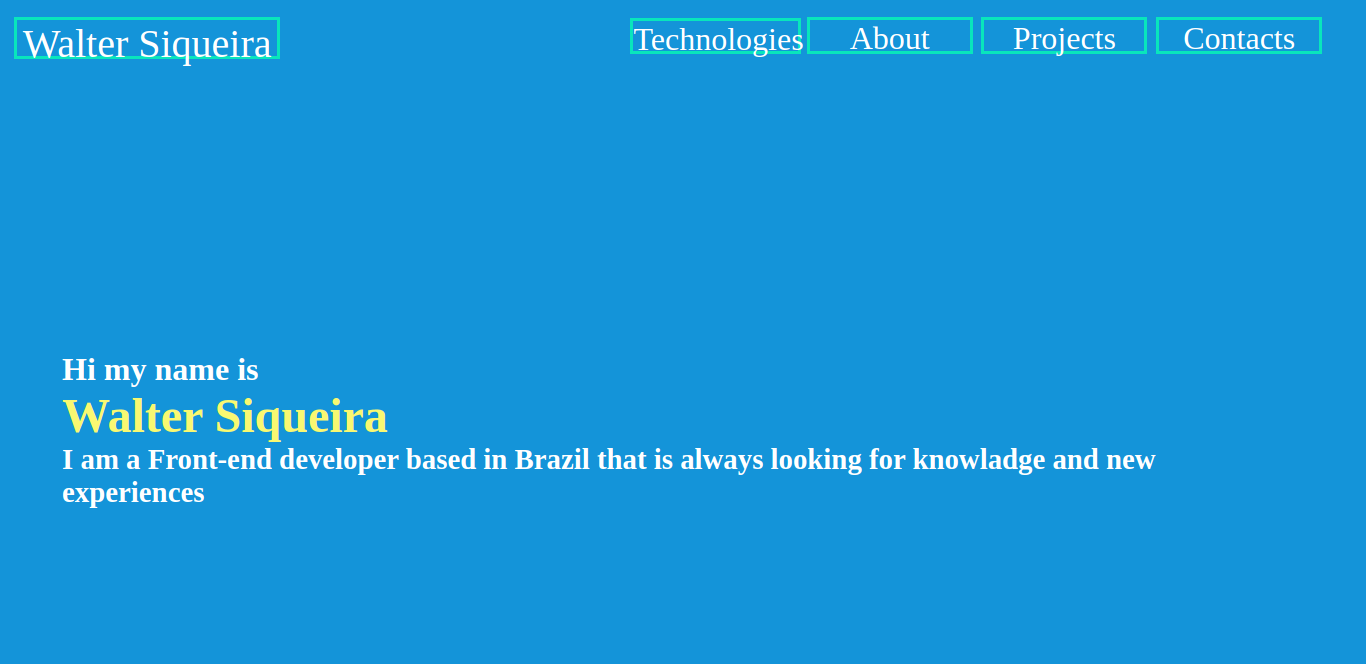 Walter Siqueira
Technologies
About
Projects
Contacts
Hi my name is
Walter Siqueira
I am a Front-end developer based in Brazil that is always looking for knowladge and new
experiences